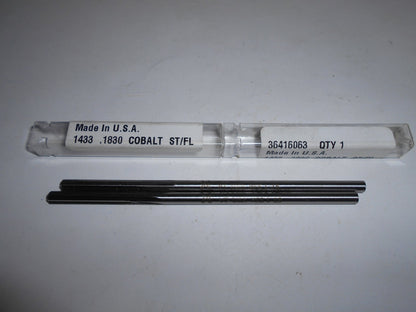 Made In U.S.A.
1433 .1830 COBALT ST/FL
36416063 QTY 1
Made In U.S.A.